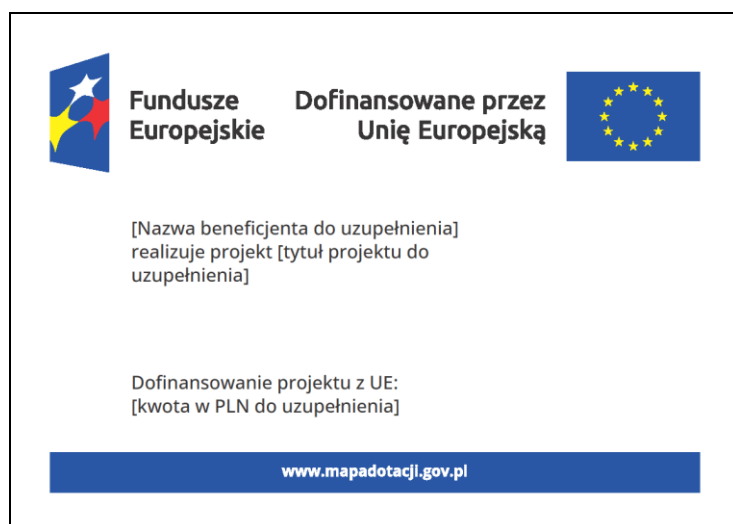 Fundusze
Europejskie
Dofinansowane przez
Unię Europejską
[Nazwa beneficjenta do uzupełnienia]
realizuje projekt [tytuł projektu do
uzupełnienia]
Dofinansowanie projektu z UE:
[kwota w PLN do uzupełnienia]
www.mapadotacji.gov.pl